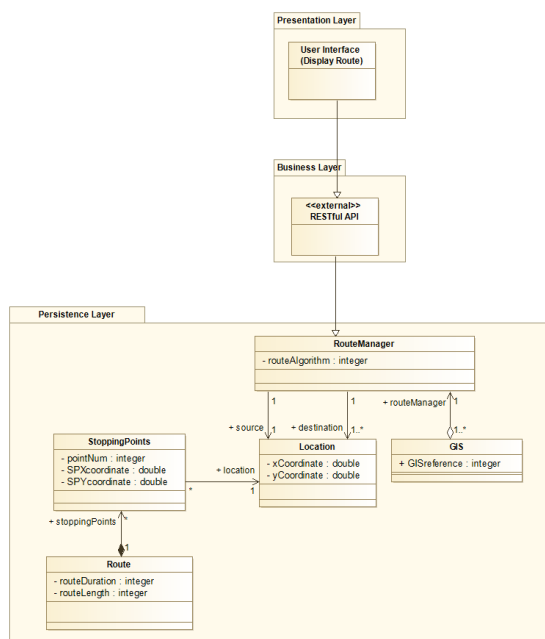 Presentation Layer
User Interface
(Display Route)
Business Layer
<<external>>
RESTful API
Persistence Layer
RouteManager
- routeAlgorithm : integer
1
1
+ routeManager
1
+ source
1
+ destination
1..*
1..*
StoppingPoints
- pointNum : integer
- SPXcoordinate : double
- SPYcoordinate : double
+ location
*
1
Location
- xCoordinate : double
- yCoordinate : double
GIS
+ GISreference : integer
+ stoppingPoints
*
1
Route
- routeDuration : integer
- routeLength : integer